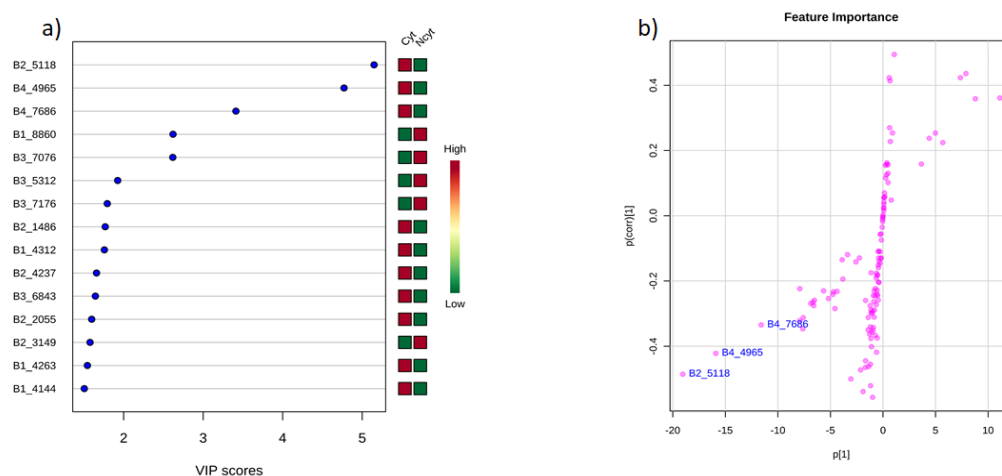 a)
Cyt Ncyt
B2_5118
B4_4965
B4_7686
B1_8860
B3_7076
B3_5312
B3_7176
B2_1486
B1_4312
B2_4237
B3_6843
B2_2055
B2_3149
B1_4263
B1_4144
High
Low
2 3 4 5
VIP scores
b)
Feature Importance
p(corr)[1]
0.4
0.2
0.0
-0.2
-0.4
B4_7686
B4_4965
B2_5118
-20 -15 -10 -5 0 5 10
p[1]